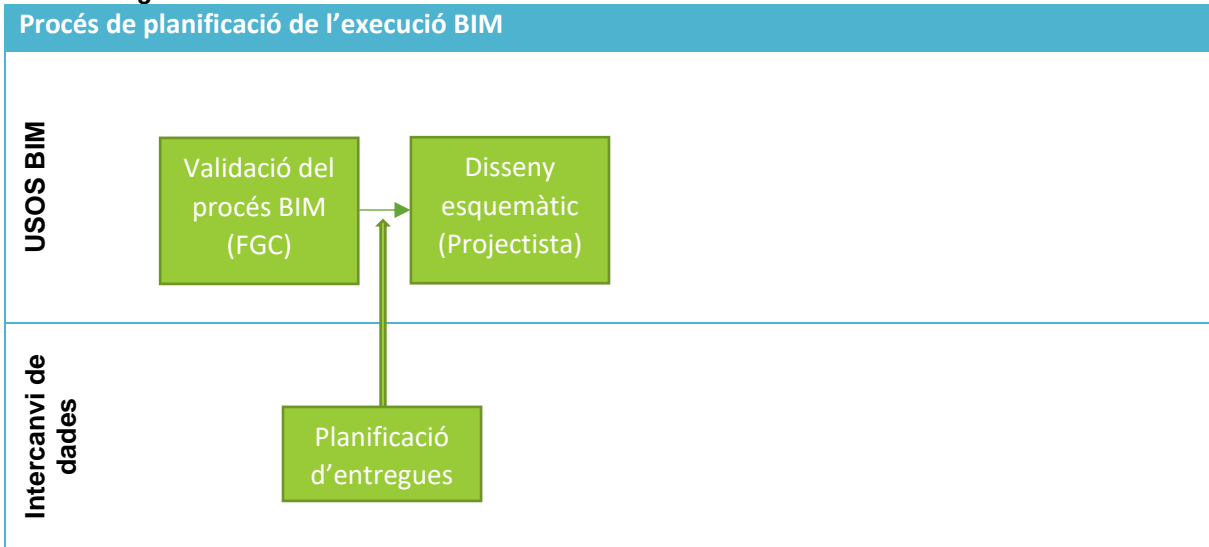 Procés de planificació de l’execució BIM
USOS BIM
Validació del
procés BIM
(FGC)
Disseny
esquemàtic
(Projectista)
Intercanvi de
dades
Planificació
d’entregues